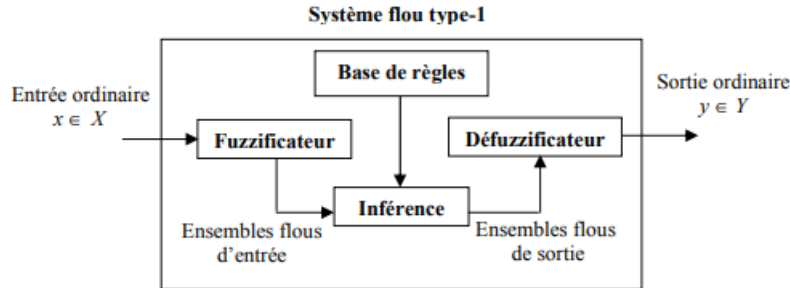 Système flou type-1
Base de règles
Entrée ordinaire
x ∈ X
Sortie ordinaire
y ∈ Y
Fuzzificateur
Défuzzificateur
Inférence
Ensembles flous
d'entrée
Ensembles flous
de sortie